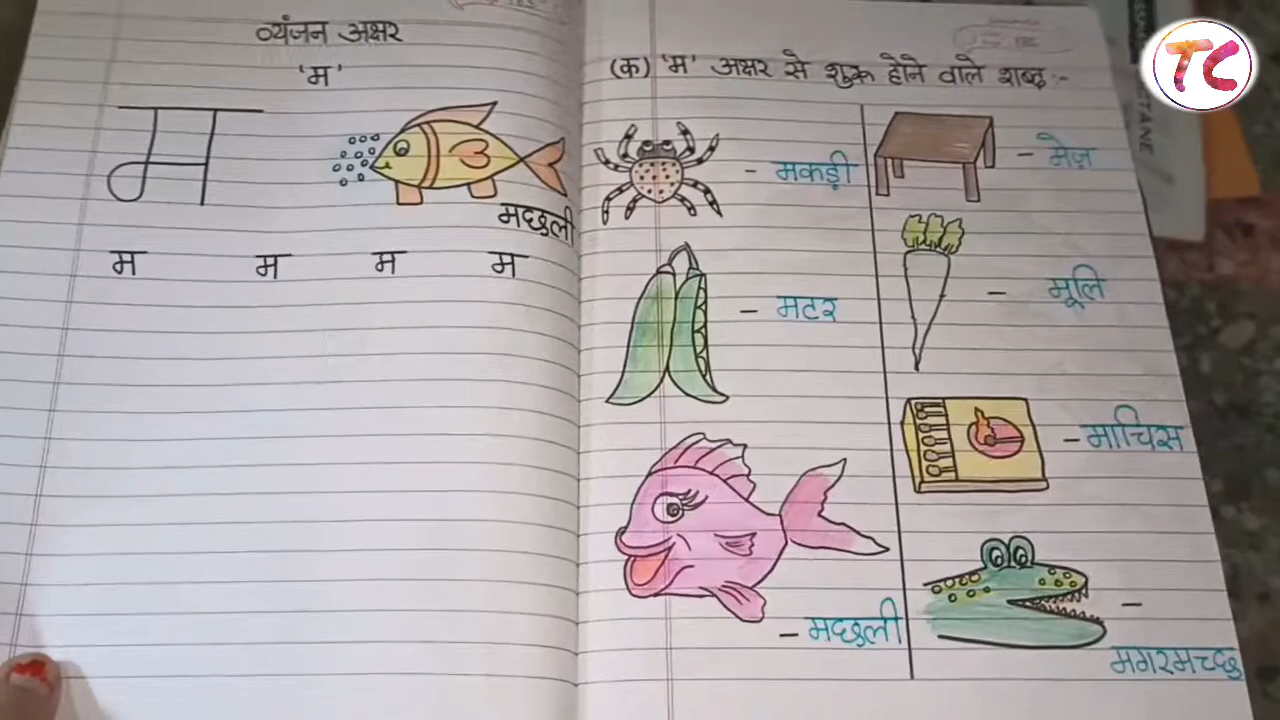 व्यंजन अक्षर
'म'
म
मछली
म म म म
(क) 'म' अक्षर से शुरू होने वाले शब्द :-
- मकड़ी
- मटर
- मछली
- मेज़
- मूलि
- माचिस
- मगरमच्छ
TC